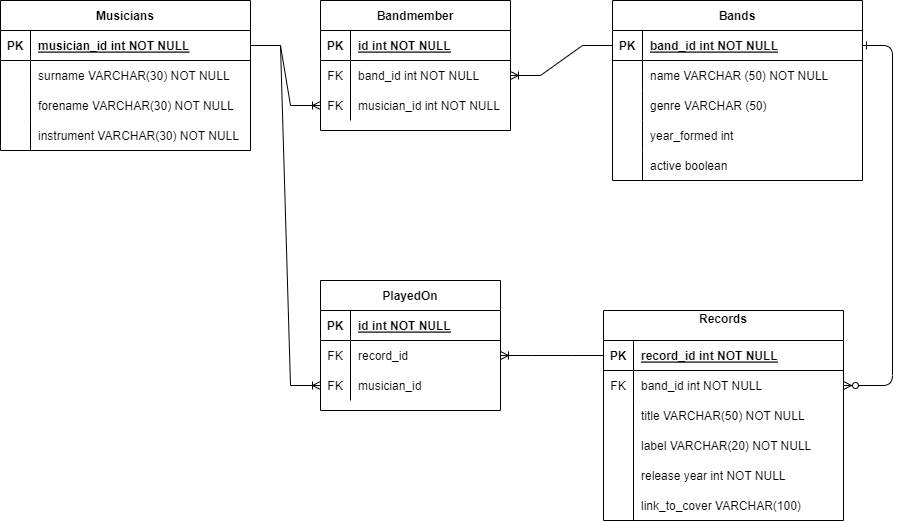 Musicians
PK musician_id int NOT NULL
surname VARCHAR(30) NOT NULL
forename VARCHAR(30) NOT NULL
instrument VARCHAR(30) NOT NULL
Bandmember
PK id int NOT NULL
FK band_id int NOT NULL
FK musician_id int NOT NULL
Bands
PK band_id int NOT NULL
name VARCHAR (50) NOT NULL
genre VARCHAR (50)
year_formed int
active boolean
PlayedOn
PK id int NOT NULL
FK record_id
FK musician_id
Records
PK record_id int NOT NULL
FK band_id int NOT NULL
title VARCHAR(50) NOT NULL
label VARCHAR(20) NOT NULL
release year int NOT NULL
link_to_cover VARCHAR(100)